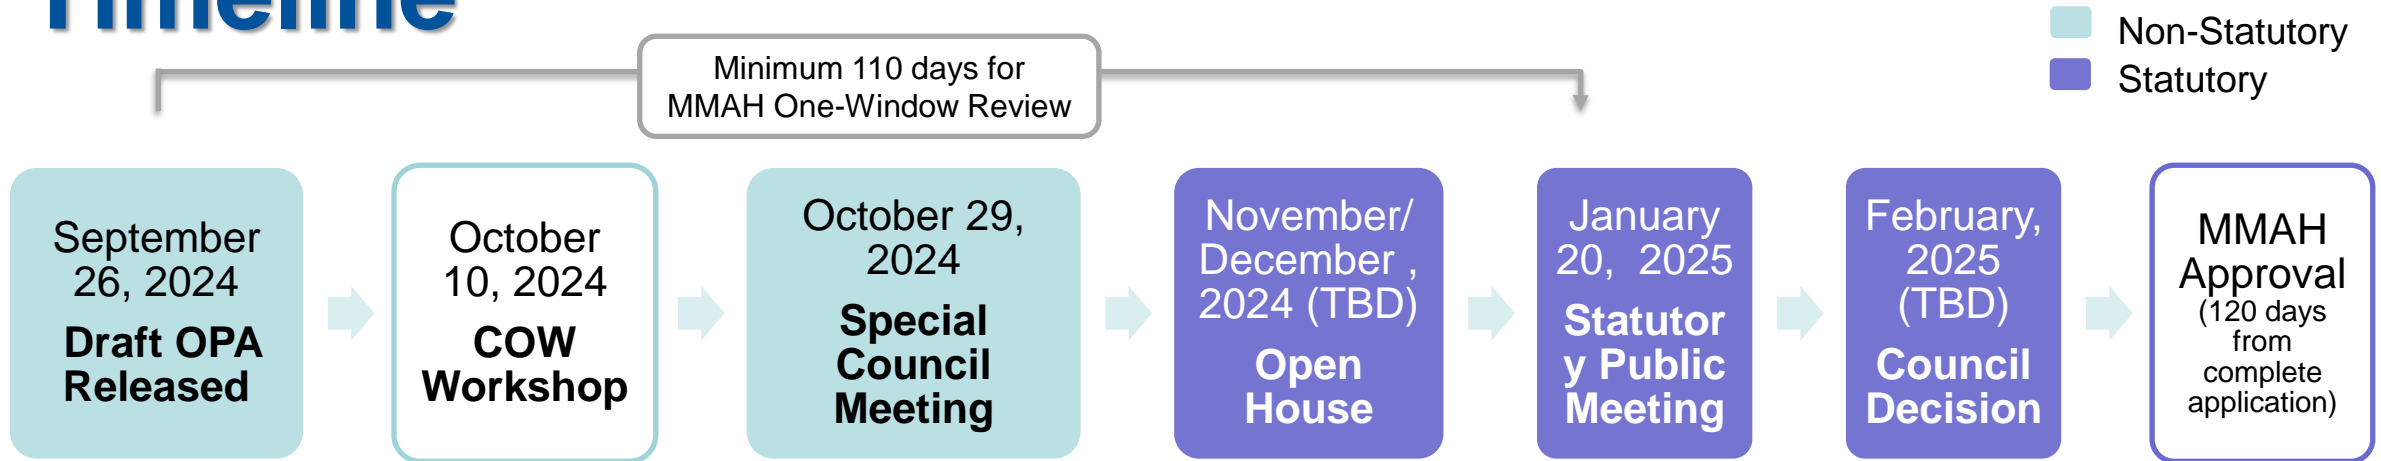 Timeline
Non-Statutory
Statutory
Minimum 110 days for
MMAH One-Window Review
September
26, 2024
Draft OPA
Released
October
10, 2024
COW
Workshop
October 29,
2024
Special
Council
Meeting
November/
December ,
2024 (TBD)
Open
House
January
20, 2025
Statutor
y Public
Meeting
February,
2025
(TBD)
Council
Decision
MMAH
Approval
(120 days
from
complete
application)